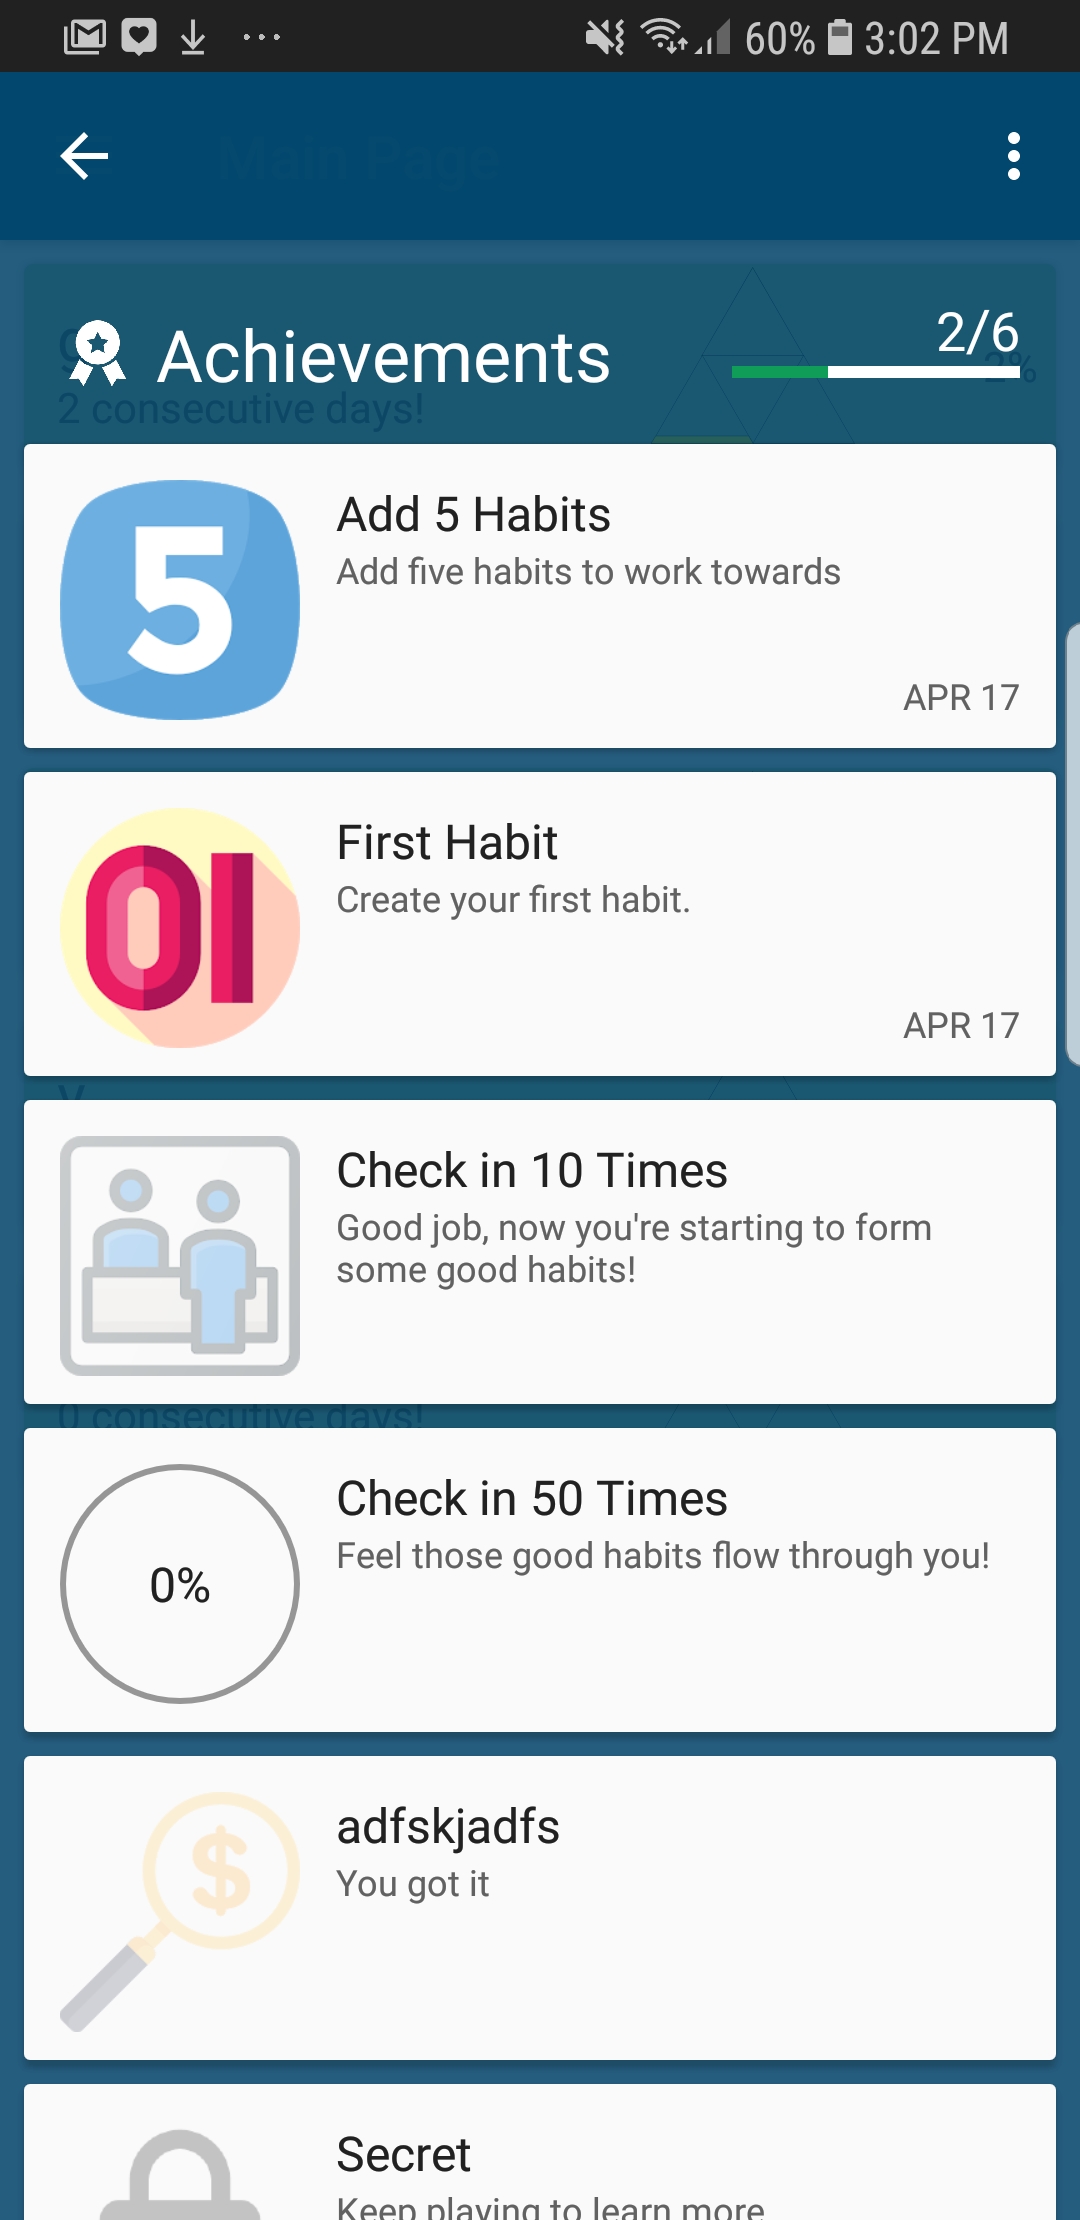 60% 3:02 PM
Main Page
Achievements
2/6
2%
2 consecutive days!
5
Add 5 Habits
Add five habits to work towards
APR 17
01
First Habit
Create your first habit.
APR 17
Check in 10 Times
Good job, now you're starting to form
some good habits!
0 consecutive days!
0%
Check in 50 Times
Feel those good habits flow through you!
$
adfskjadfs
You got it
Secret
Keep playing to learn more